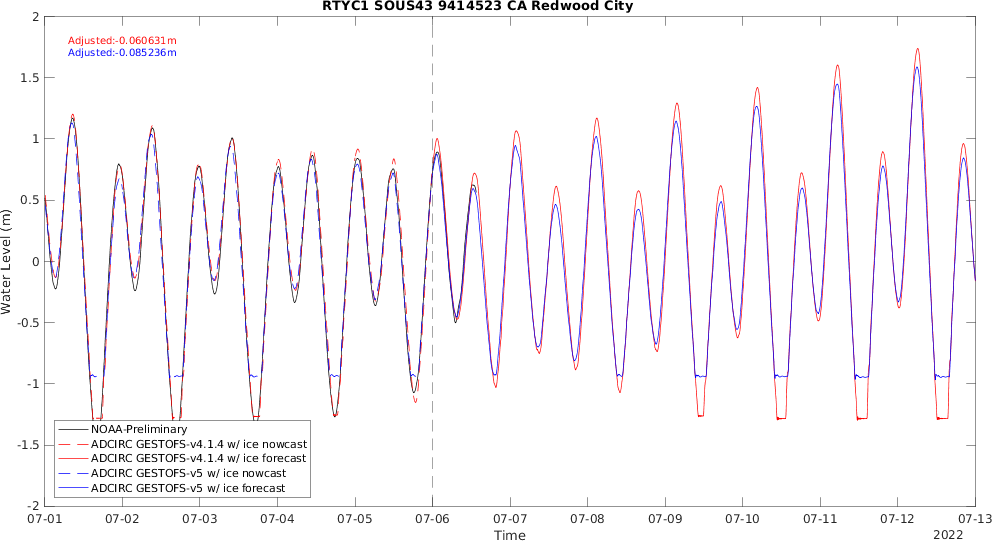 RTYC1 SOUS43 9414523 CA Redwood City
Adjusted:-0.060631m
Adjusted:-0.085236m
2
1.5
1
0.5
0
-0.5
-1
-1.5
-2
Water Level (m)
NOAA-Preliminary
ADCIRC GESTOFS-v4.1.4 w/ ice nowcast
ADCIRC GESTOFS-v4.1.4 w/ ice forecast
ADCIRC GESTOFS-v5 w/ ice nowcast
ADCIRC GESTOFS-v5 w/ ice forecast
07-01 07-02 07-03 07-04 07-05 07-06 07-07 07-08 07-09 07-10 07-11 07-12 07-13
Time
2022